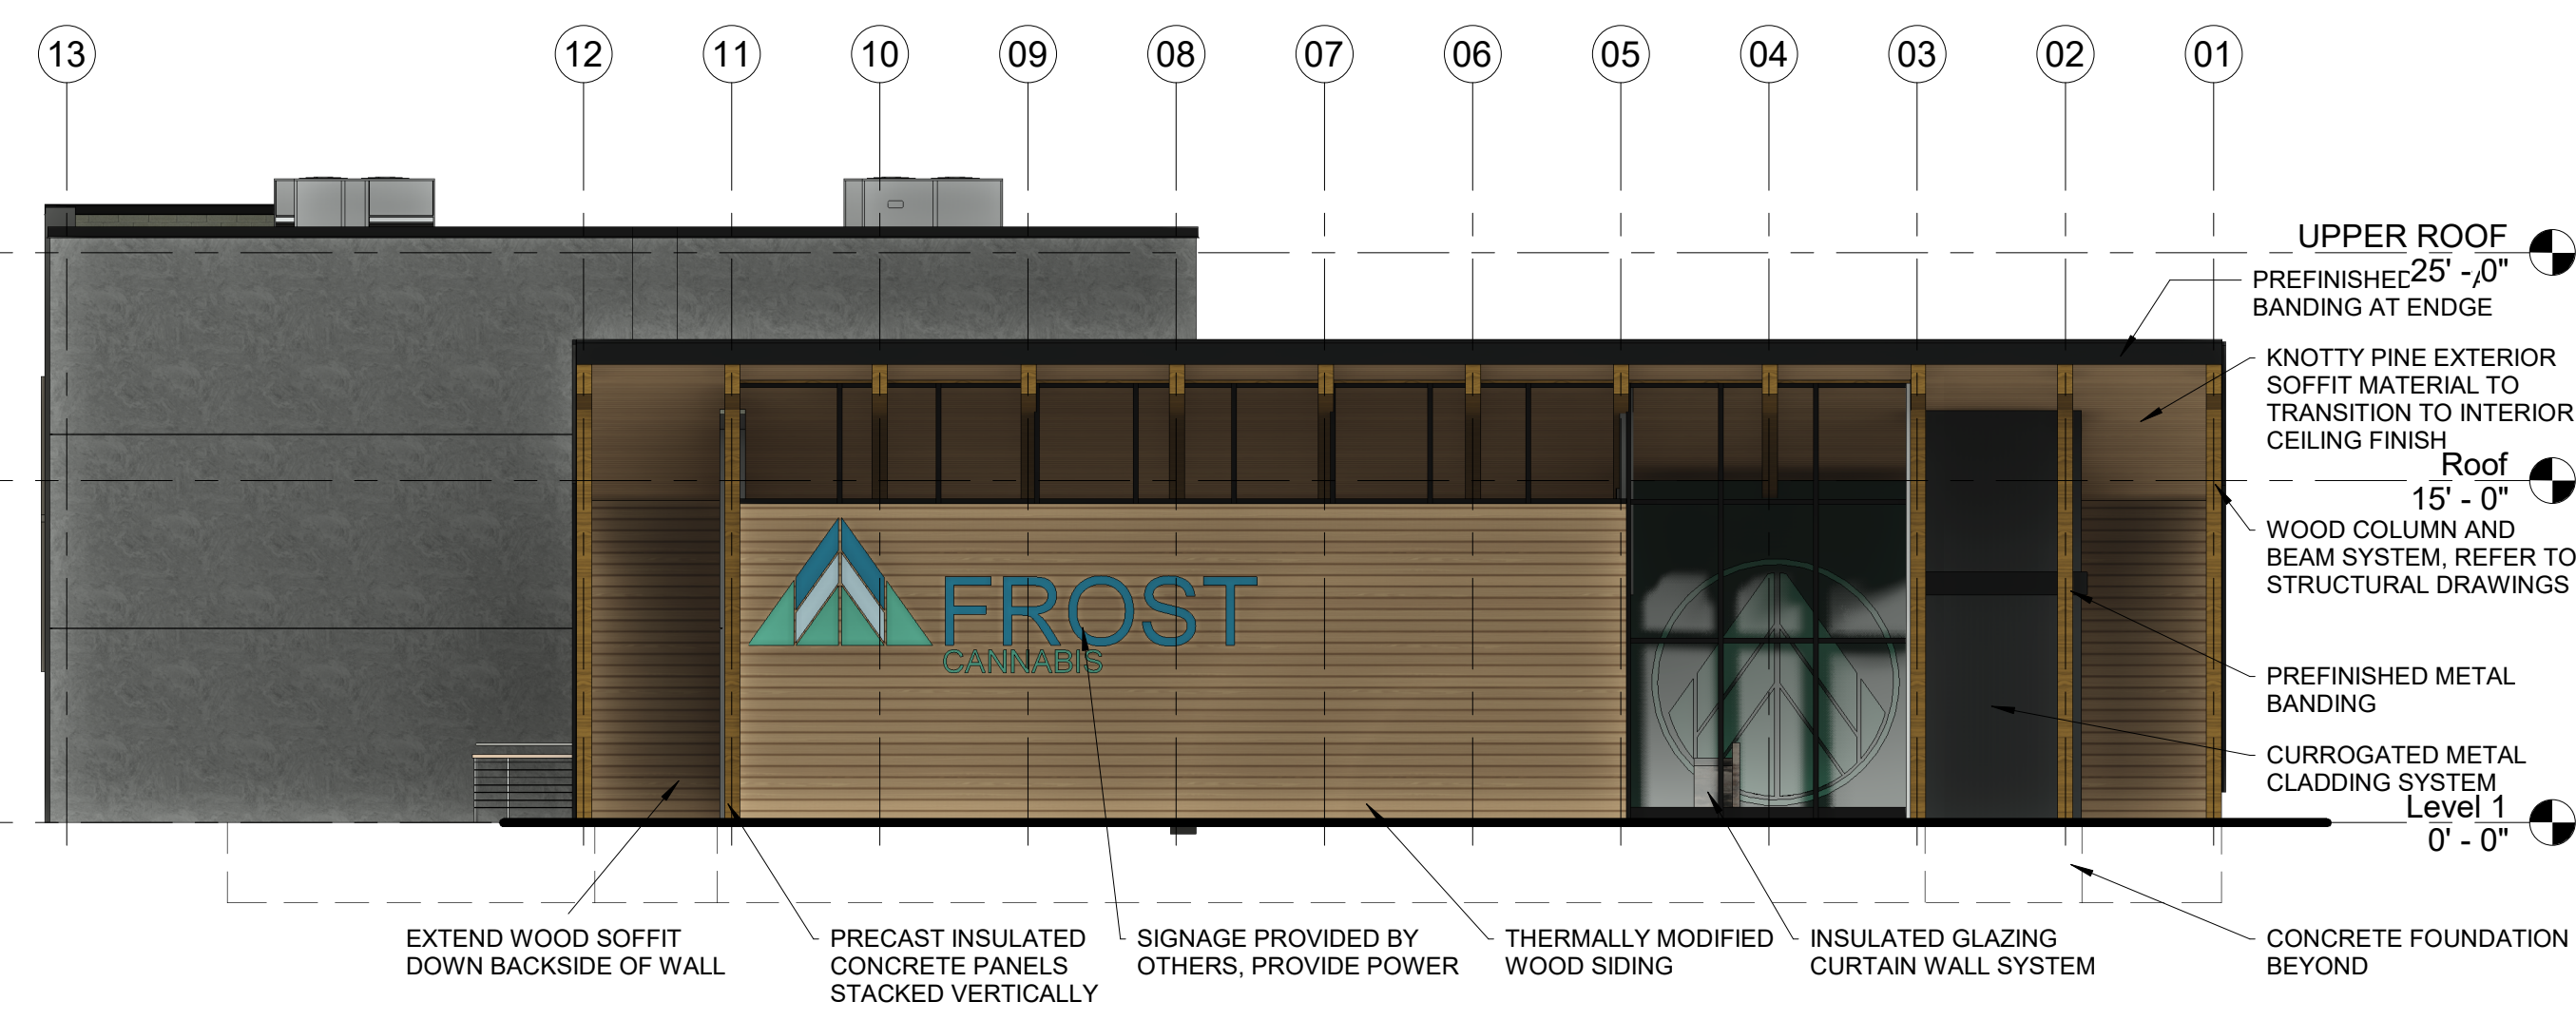 13 12 11 10 09 08 07 06 05 04 03 02 01
UPPER ROOF
25' - 0"
PREFINISHED
BANDING AT ENDGE
KNOTTY PINE EXTERIOR
SOFFIT MATERIAL TO
TRANSITION TO INTERIOR
CEILING FINISH
Roof
15' - 0"
WOOD COLUMN AND
BEAM SYSTEM, REFER TO
STRUCTURAL DRAWINGS
FROST
CANNABIS
PREFINISHED METAL
BANDING
CURROGATED METAL
CLADDING SYSTEM
Level 1
0' - 0"
EXTEND WOOD SOFFIT
DOWN BACKSIDE OF WALL
PRECAST INSULATED
CONCRETE PANELS
STACKED VERTICALLY
SIGNAGE PROVIDED BY
OTHERS, PROVIDE POWER
THERMALLY MODIFIED
WOOD SIDING
INSULATED GLAZING
CURTAIN WALL SYSTEM
CONCRETE FOUNDATION
BEYOND